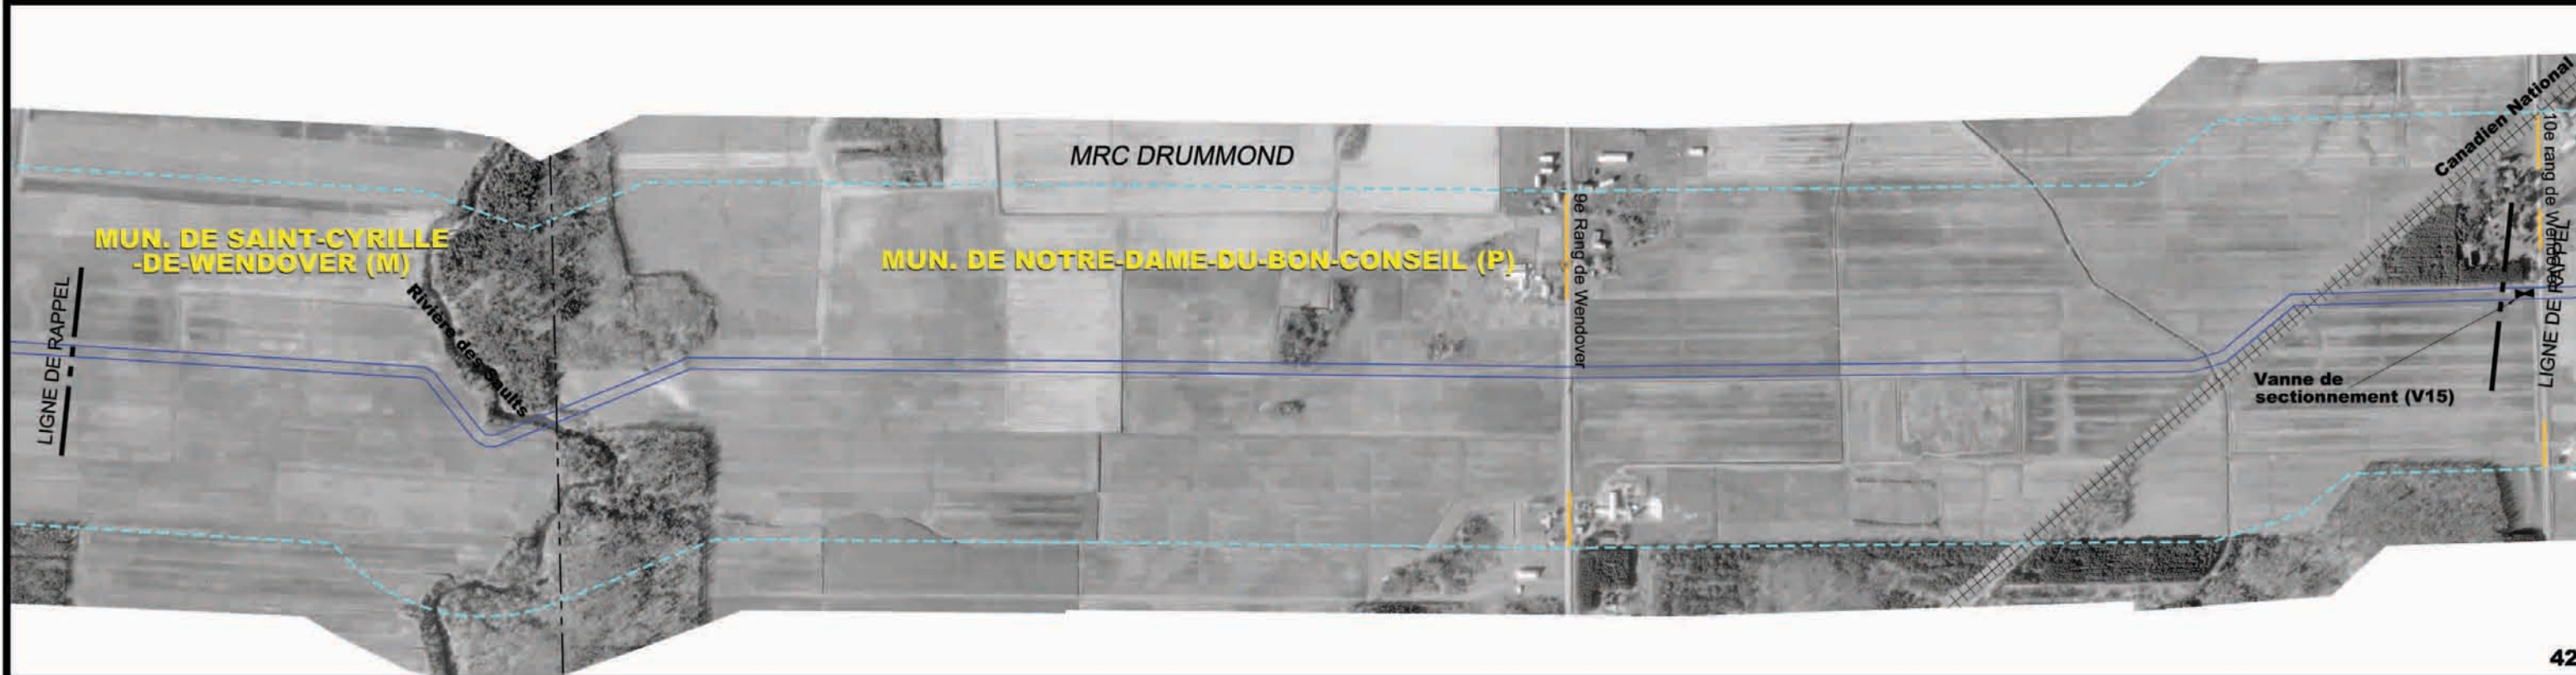 MRC DRUMMOND
Canadien National
MUN. DE SAINT-CYRILLE
-DE-WENDOVER (M)
MUN. DE NOTRE-DAME-DU-BON-CONSEIL (P)
LIGNE DE RAPPEL
Rivière des Saults
9e Rang de Wendover
10e rang de Wendover
LIGNE DE RAPPEL
Vanne de
sectionnement (V15)
42